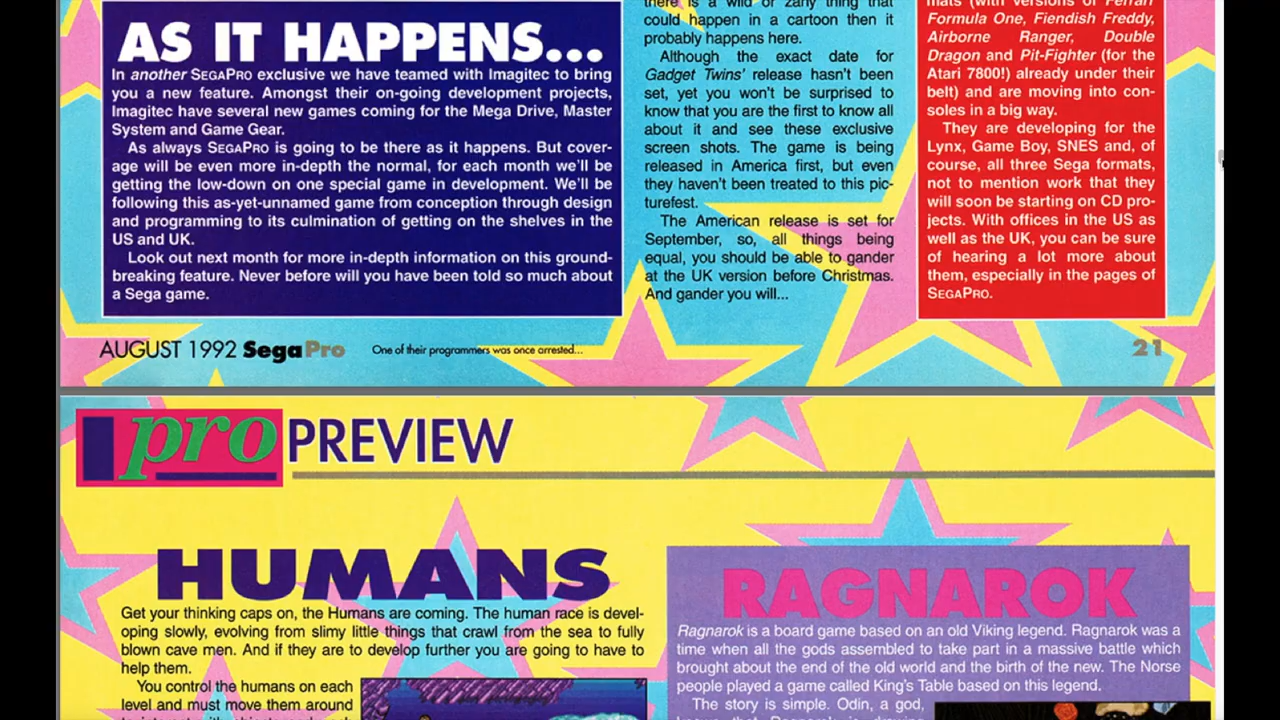 AS IT HAPPENS...
In another SEGAPRO exclusive we have teamed with Imagitec to bring
you a new feature. Amongst their on-going development projects,
Imagitec have several new games coming for the Mega Drive, Master
System and Game Gear.
As always SEGAPRO is going to be there as it happens. But cover-
age will be even more in-depth the normal, for each month we'll be
getting the low-down on one special game in development. We'll be
following this as-yet-unnamed game from conception through design
and programming to its culmination of getting on the shelves in the
US and UK.
Look out next month for more in-depth information on this ground-
breaking feature. Never before will you have been told so much about
a Sega game.
there is a wild or zany thing that
could happen in a cartoon then it
probably happens here.
Although the exact date for
Gadget Twins' release hasn't been
set, yet you won't be surprised to
know that you are the first to know all
about it and see these exclusive
screen shots. The game is being
released in America first, but even
they haven't been treated to this pic-
turefest.
The American release is set for
September, so, all things being
equal, you should be able to gander
at the UK version before Christmas.
And gander you will...
mats (with versions of Ferrari
Formula One, Fiendish Freddy,
Airborne Ranger, Double
Dragon and Pit-Fighter (for the
Atari 7800!) already under their
belt) and are moving into con-
soles in a big way.
They are developing for the
Lynx, Game Boy, SNES and, of
course, all three Sega formats,
not to mention work that they
will soon be starting on CD pro-
jects. With offices in the US as
well as the UK, you can be sure
of hearing a lot more about
them, especially in the pages of
SEGAPRO.
AUGUST 1992 SegaPro
One of their programmers was once arrested...
21
pro PREVIEW
HUMANS
Get your thinking caps on, the Humans are coming. The human race is devel-
oping slowly, evolving from slimy little things that crawl from the sea to fully
blown cave men. And if they are to develop further you are going to have to
help them.
You control the humans on each
level and must move them around
RAGNAROK
Ragnarok is a board game based on an old Viking legend. Ragnarok was a
time when all the gods assembled to take part in a massive battle which
brought about the end of the old world and the birth of the new. The Norse
people played a game called King's Table based on this legend.
The story is simple. Odin, a god,